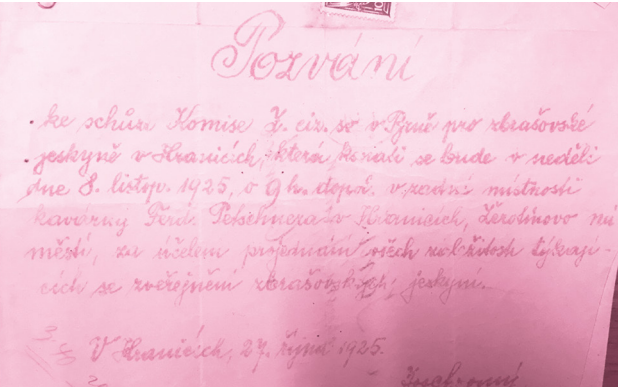 Pozvání
ke schůzi Komise Z. ciz. sv. v Brně pro zbrašovské
jeskyně v Hranicích, která konati se bude v neděli
dne 8. listop. 1925, o 9 h. dopol. v zadní místnosti
kavárny Ferd. Petschnera v Hranicích, Žerotínovo ná
městí, za účelem projednání všech záležitostí týkají-
cích se zveřejnění zbrašovských jeskyní.
V Hranicích, 27. října 1925.